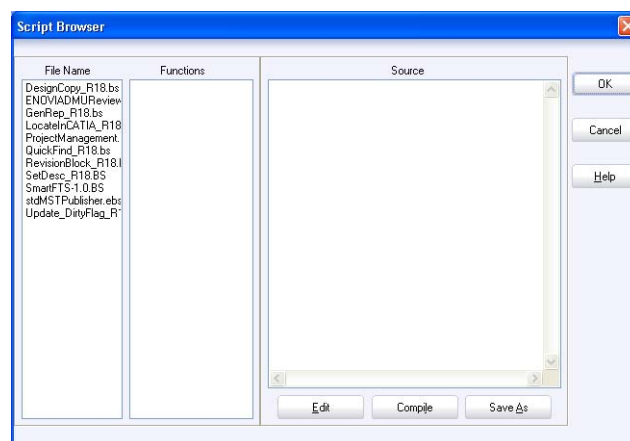 Script Browser
File Name
Functions
Source
DesignCopy_R18.bs
ENOVIADMUReview
GenRep_R18.bs
LocateInCATIA_R18
ProjectManagement.
QuickFind_R18.bs
RevisionBlock_R18.l
SetDesc_R18.BS
SmartFTS-1.0.BS
stdMSTPublisher.ebs
Update_DirtyFlag_R1
OK
Cancel
Help
Edit
Compile
Save As